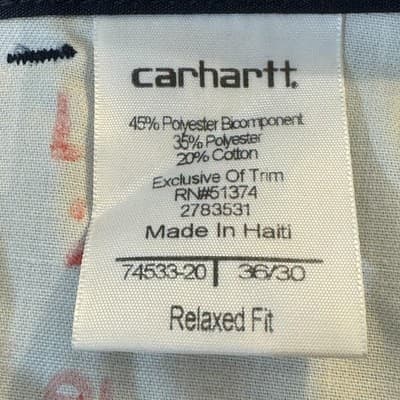 carhartt.
45% Polyester Bicomponent
35% Polyester
20% Cotton
Exclusive Of Trim
RN#51374
2783531
Made In Haiti
74533-20 36/30
Relaxed Fit